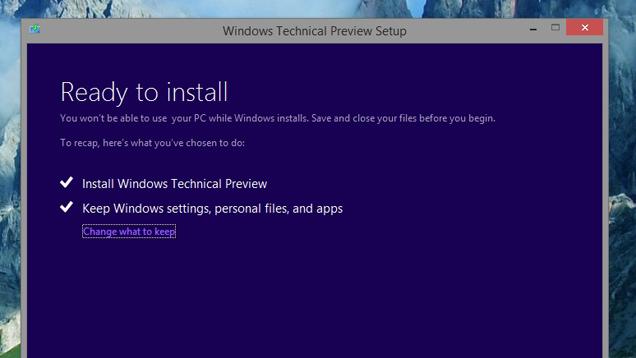 Windows Technical Preview Setup
Ready to install
You won't be able to use your PC while Windows installs. Save and close your files before you begin.
To recap, here's what you've chosen to do:
Install Windows Technical Preview
Keep Windows settings, personal files, and apps
Change what to keep